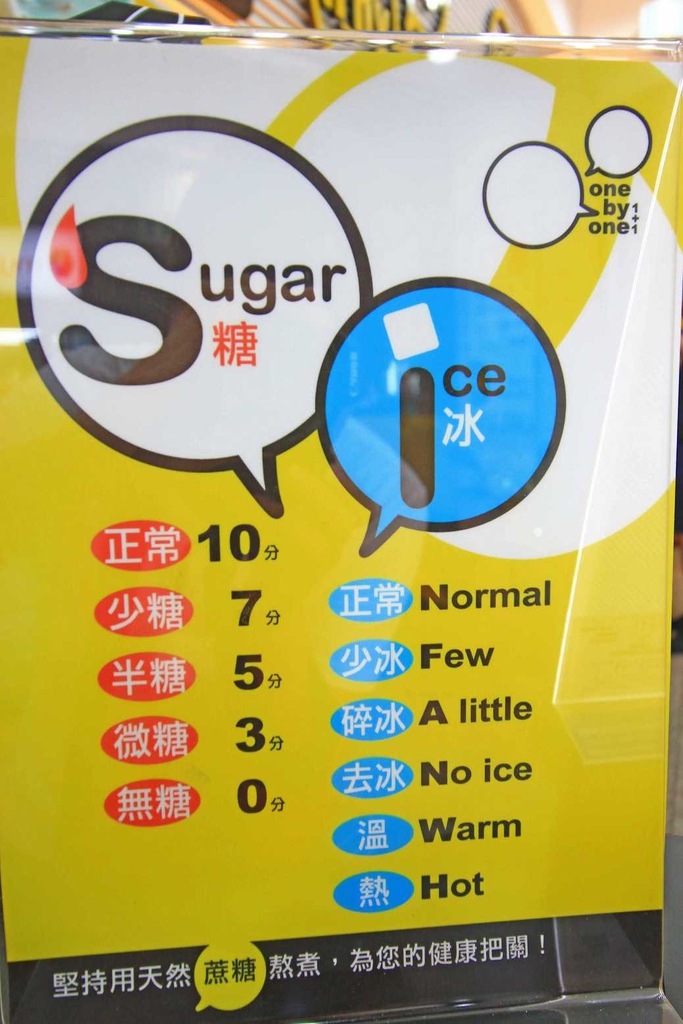 one
by
one 1+1
Sugar
糖
Ice
冰
正常 10分
少糖 7分
半糖 5分
微糖 3分
無糖 0分
正常 Normal
少冰 Few
碎冰 A little
去冰 No ice
溫 Warm
熱 Hot
堅持用天然蔗糖熬煮，為您的健康把關！